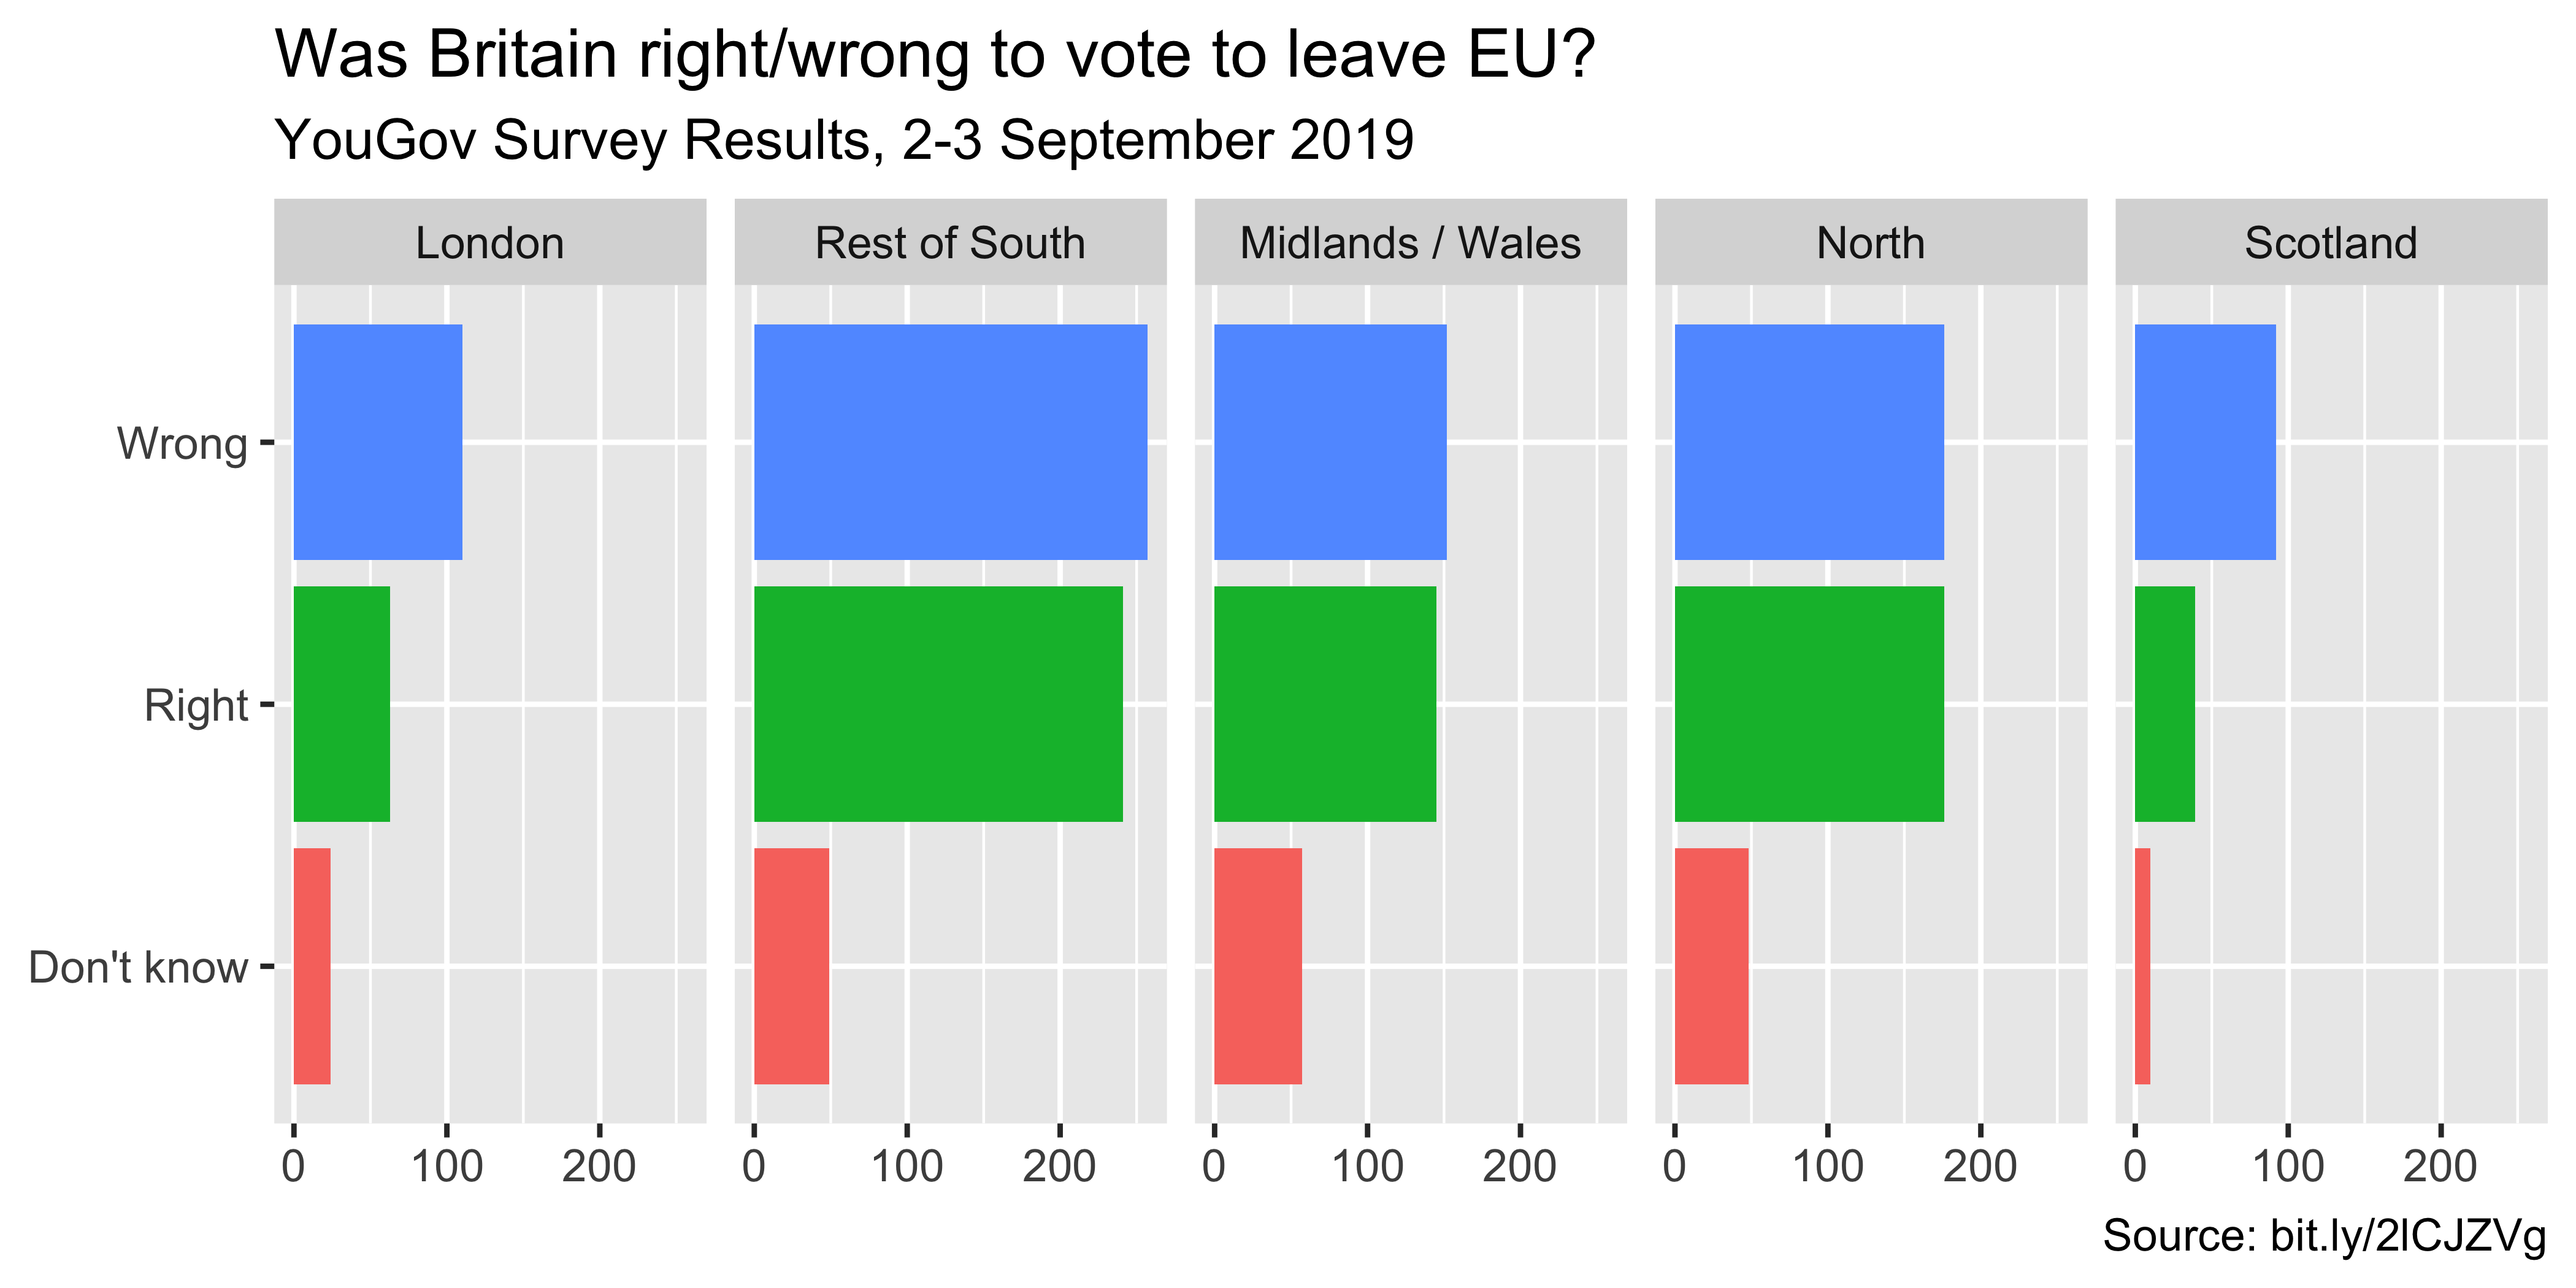 Was Britain right/wrong to vote to leave EU?
YouGov Survey Results, 2-3 September 2019
London Rest of South Midlands / Wales North Scotland
Wrong
Right
Don't know
0 100 200 0 100 200 0 100 200 0 100 200 0 100 200
Source: bit.ly/2lCJZVg